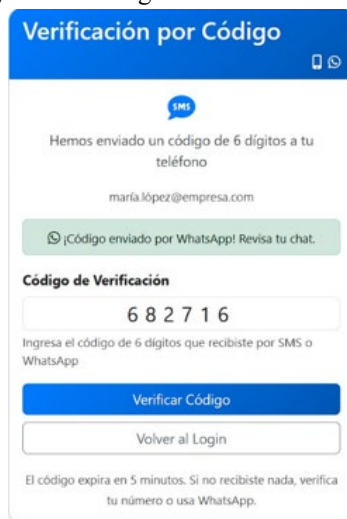 Verificación por Código
SMS
Hemos enviado un código de 6 dígitos a tu
teléfono
maría.lópez@empresa.com
¡Código enviado por WhatsApp! Revisa tu chat.
Código de Verificación
682716
Ingresa el código de 6 dígitos que recibiste por SMS o
WhatsApp
Verificar Código
Volver al Login
El código expira en 5 minutos. Si no recibiste nada, verifica
tu número o usa WhatsApp.